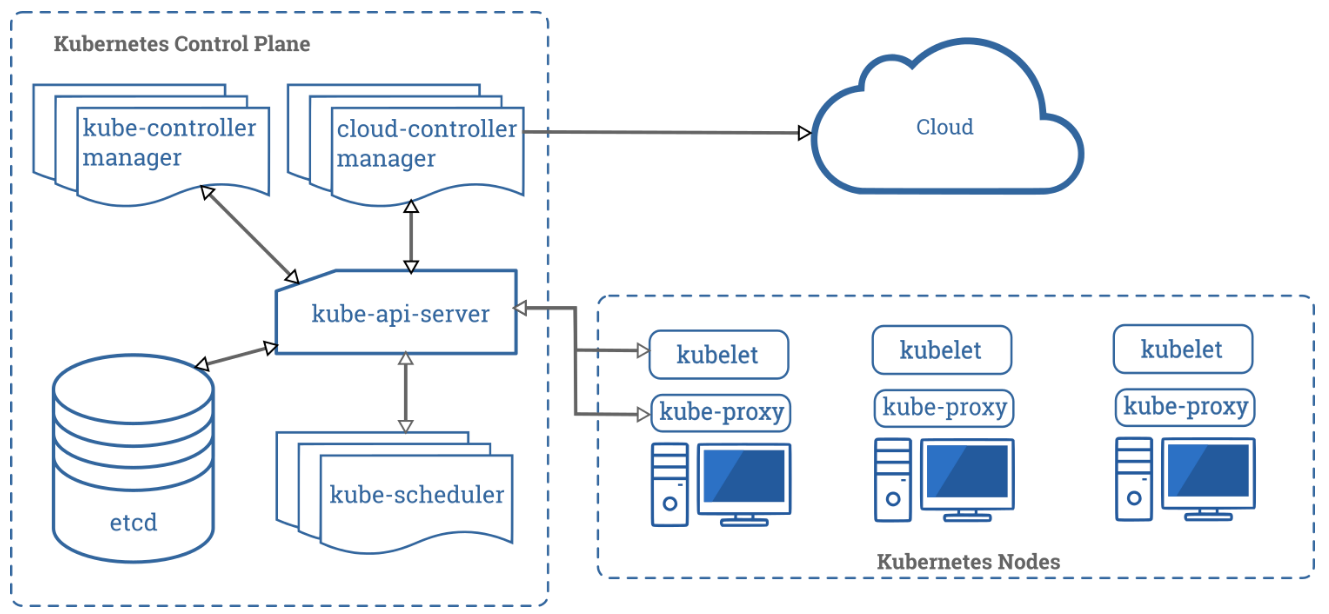 Kubernetes Control Plane
kube-controller
manager
cloud-controller
manager
Cloud
kube-api-server
etcd
kube-scheduler
kubelet
kube-proxy
kubelet
kube-proxy
kubelet
kube-proxy
Kubernetes Nodes